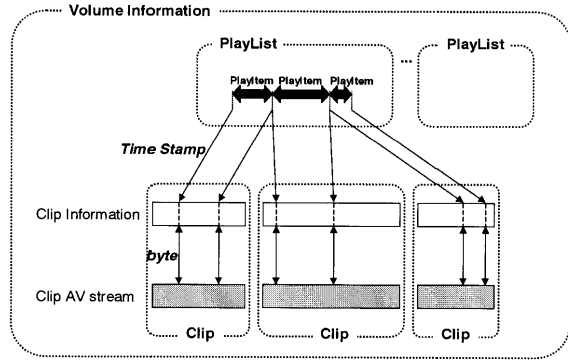 Volume Information
PlayList
...
PlayList
PlayItem
PlayItem
PlayItem
Time Stamp
Clip Information
byte
Clip AV stream
Clip
Clip
Clip